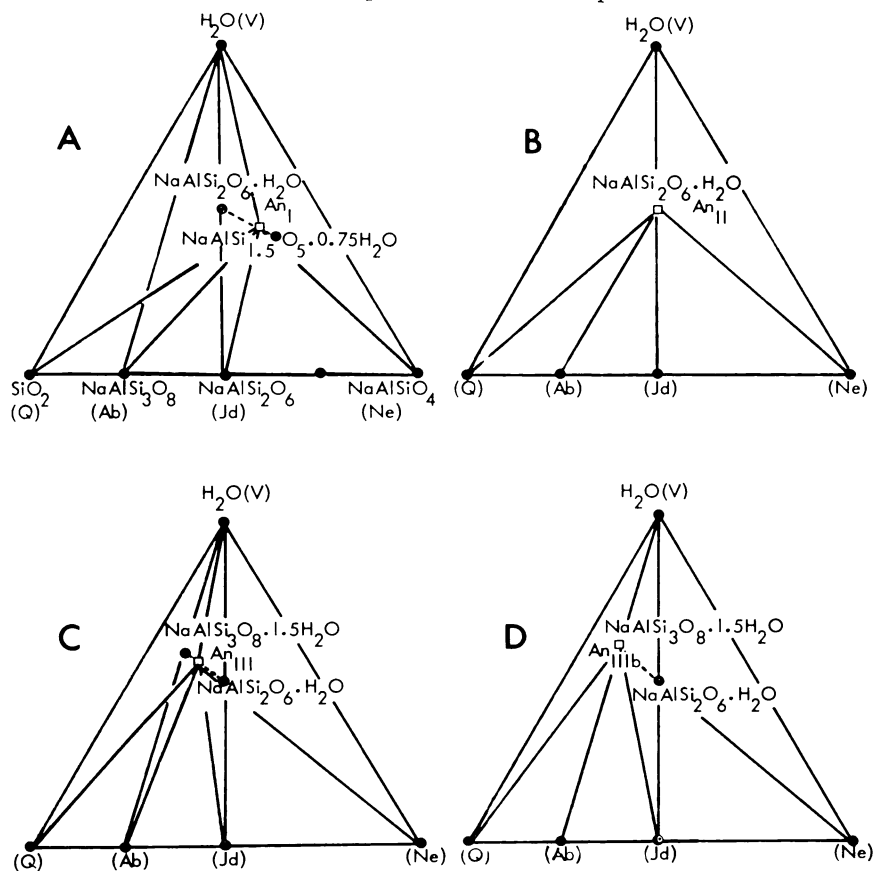 H2O(V)
A
NaAlSi2O6.H2O
AnI
NaAlSi1.5O5.0.75H2O
SiO2 NaAlSi3O8 NaAlSi2O6 NaAlSiO4
(Q) (Ab) (Jd) (Ne)
H2O(V)
B
NaAlSi2O6.H2O
AnII
(Q) (Ab) (Jd) (Ne)
H2O(V)
C
NaAlSi3O8.1.5H2O
AnIII
NaAlSi2O6.H2O
(Q) (Ab) (Jd) (Ne)
H2O(V)
D
NaAlSi3O8.1.5H2O
AnIIIb
NaAlSi2O6.H2O
(Q) (Ab) (Jd) (Ne)